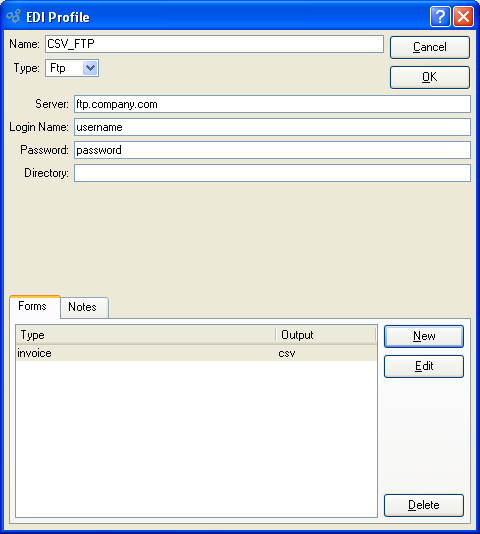 EDI Profile
Name: CSV_FTP
Cancel
Type: Ftp
OK
Server: ftp.company.com
Login Name: username
Password: password
Directory:
Forms Notes
Type Output
New
invoice csv
Edit
Delete